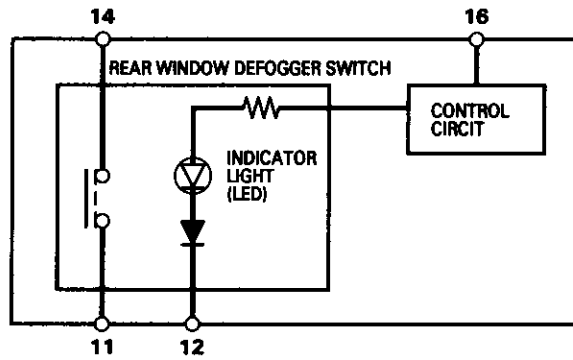 14
16
REAR WINDOW DEFOGGER SWITCH
CONTROL
CIRCIT
INDICATOR
LIGHT
(LED)
11
12